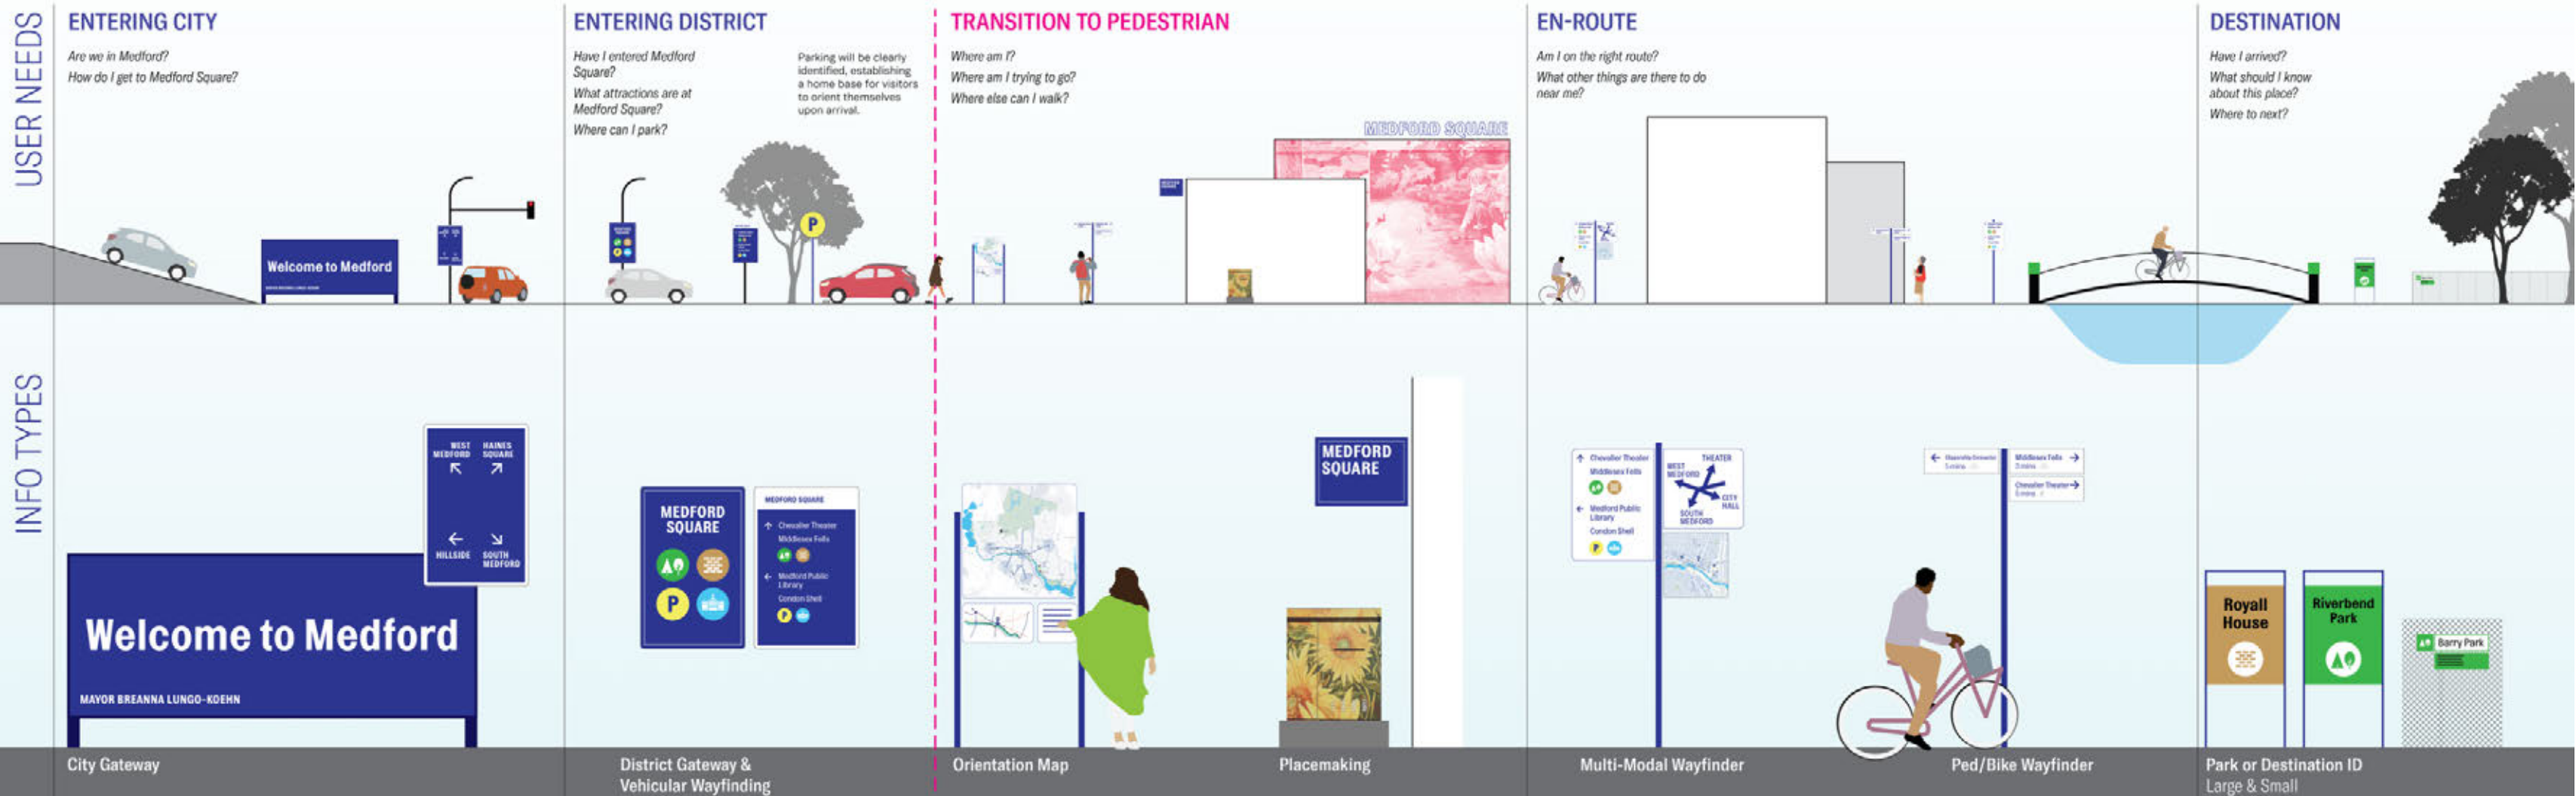 USER NEEDS
ENTERING CITY
Are we in Medford?
How do I get to Medford Square?
Welcome to Medford
ENTERING DISTRICT
Have I entered Medford
Square?
What attractions are at
Medford Square?
Where can I park?
Parking will be clearly
identified, establishing
a home base for visitors
to orient themselves
upon arrival.
P
TRANSITION TO PEDESTRIAN
Where am I?
Where am I trying to go?
Where else can I walk?
MEDFORD SQUARE
EN-ROUTE
Am I on the right route?
What other things are there to do
near me?
DESTINATION
Have I arrived?
What should I know
about this place?
Where to next?
INFO TYPES
WEST
MEDFORD
HAINES
SQUARE
HILLSIDE
SOUTH
MEDFORD
Welcome to Medford
MAYOR BREANNA LUNGO-KOEHN
City Gateway
MEDFORD
SQUARE
P
MEDFORD SQUARE
Chevalier Theater
Middlesex Fells
Medford Public
Library
Condon Shell
P
District Gateway &
Vehicular Wayfinding
Orientation Map
MEDFORD
SQUARE
Placemaking
Chevalier Theater
Middlesex Fells
Medford Public
Library
Condon Shell
P
THEATER
WEST
MEDFORD
CITY
HALL
SOUTH
MEDFORD
Multi-Modal Wayfinder
5 mins
Middlesex Fells
Chevalier Theater
Ped/Bike Wayfinder
Royall
House
Riverbend
Park
Barry Park
Park or Destination ID
Large & Small